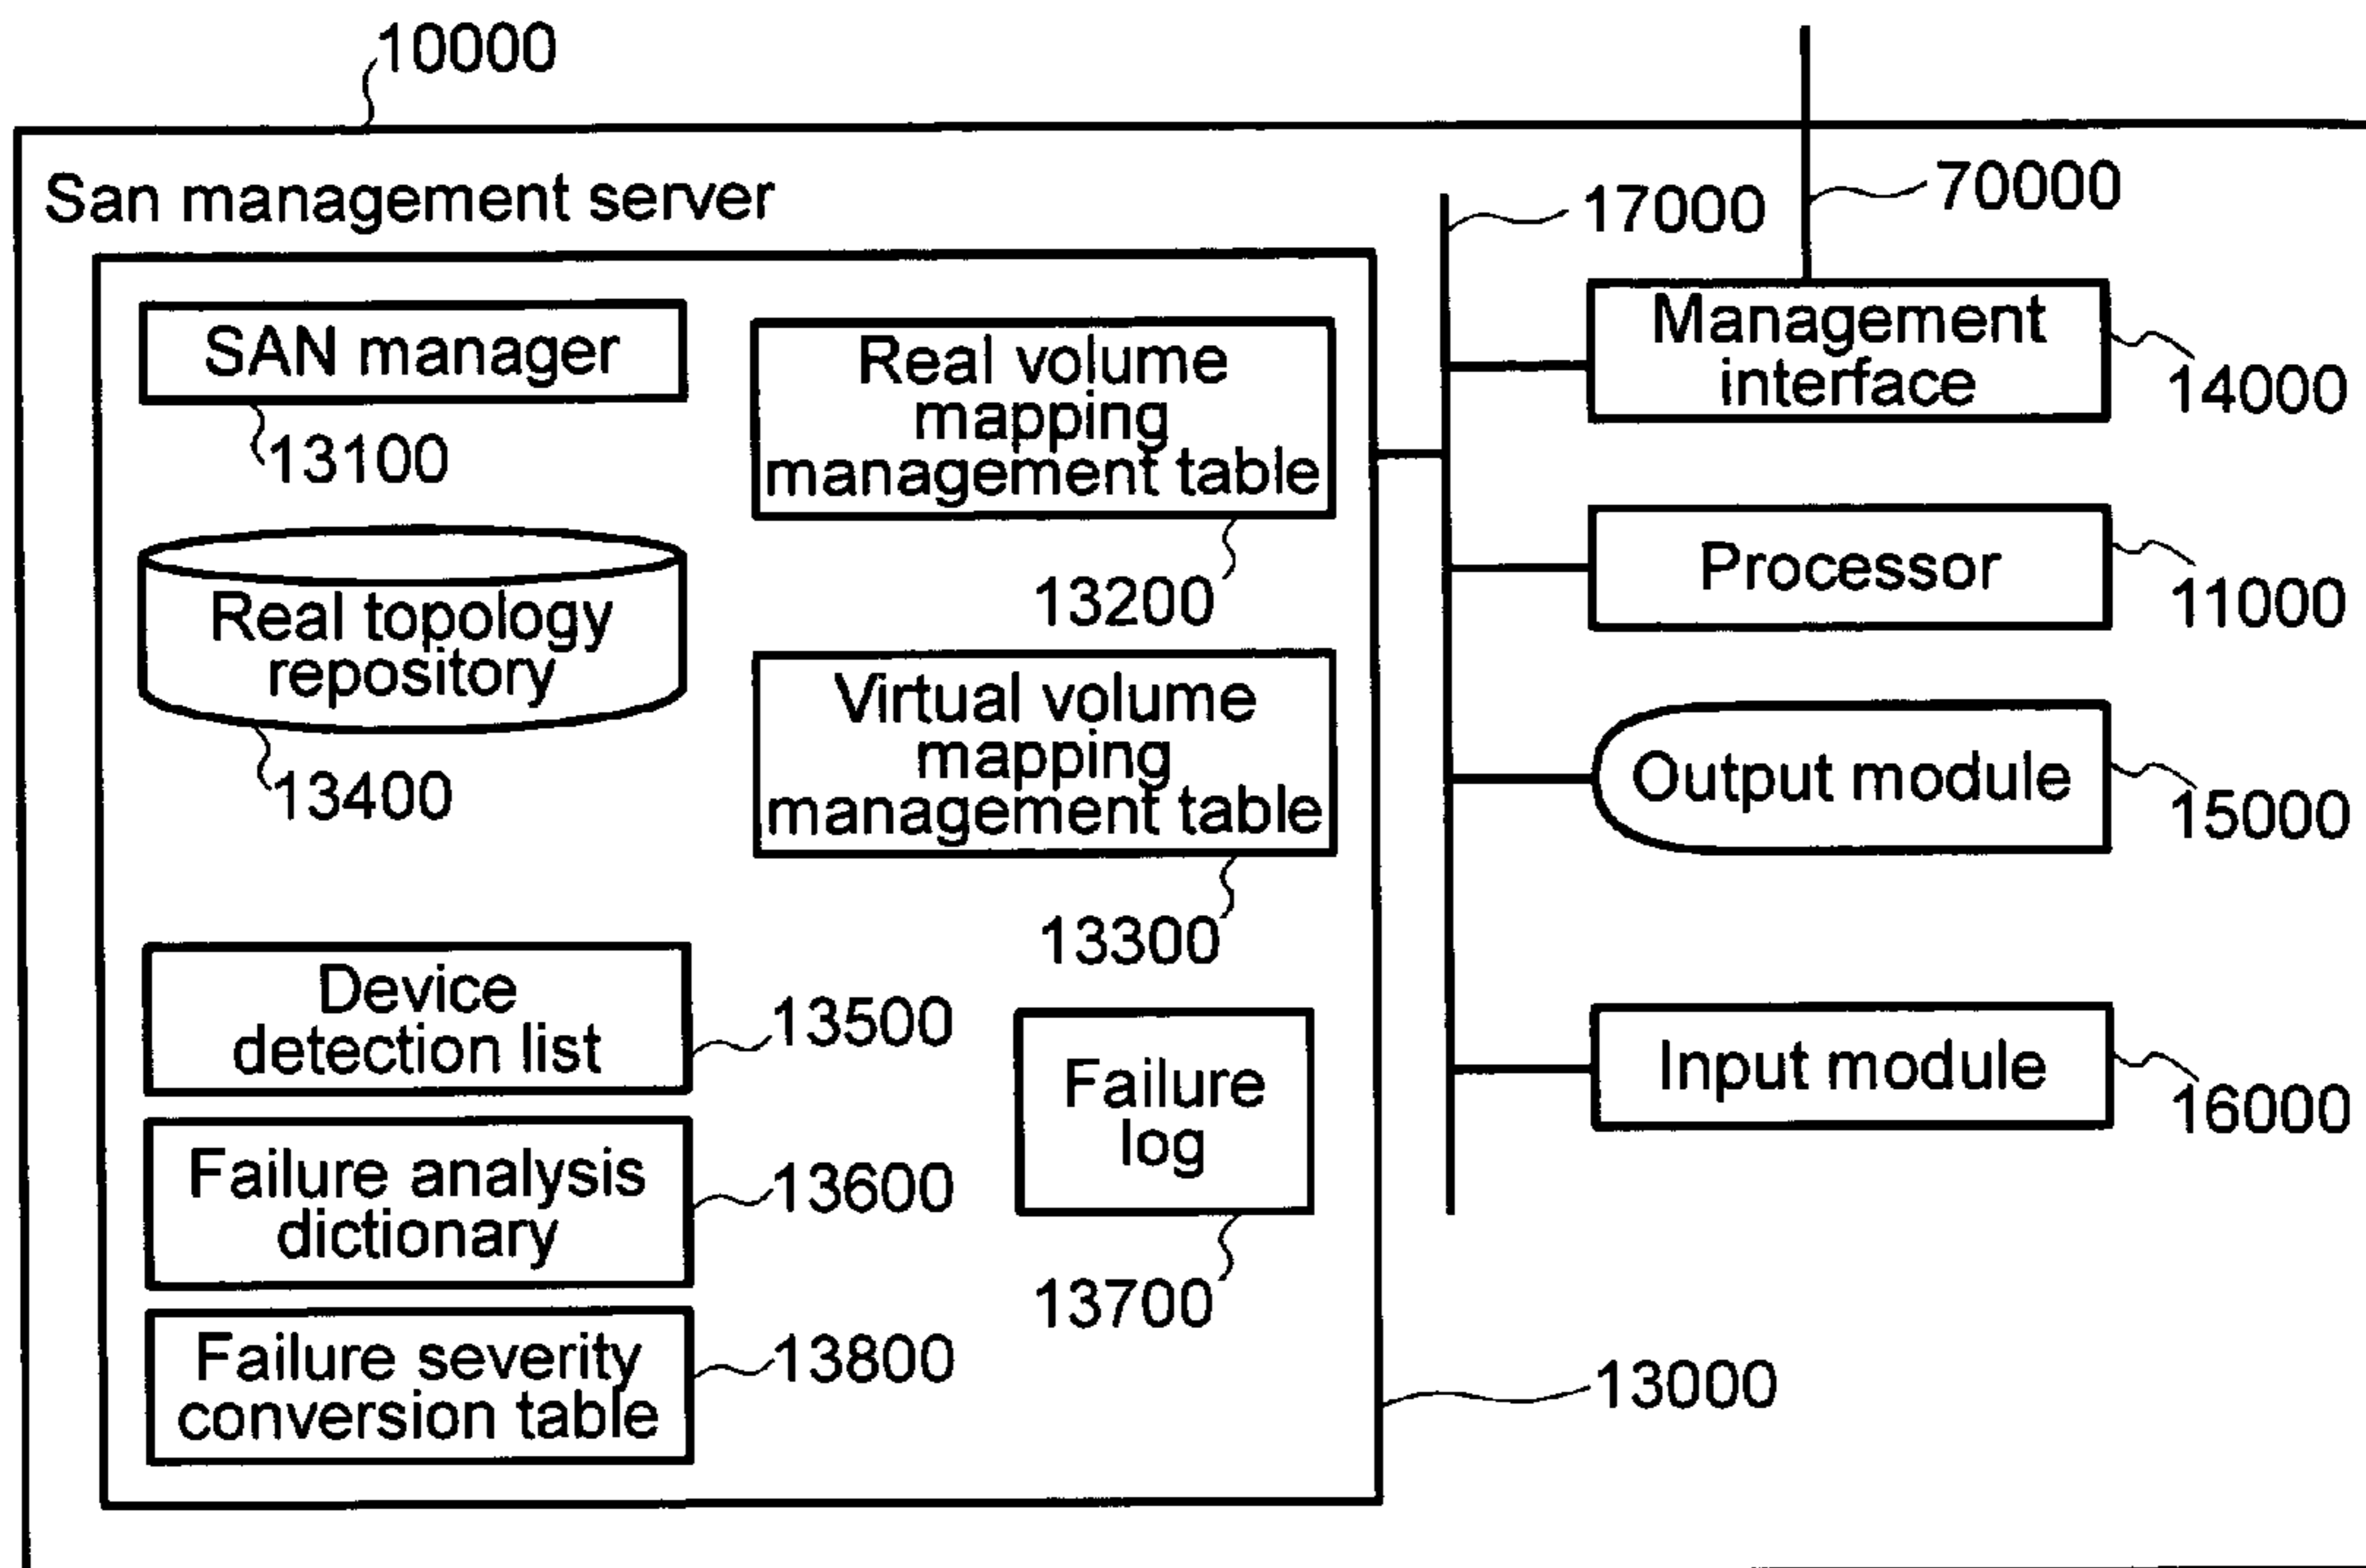 10000
San management server
17000
70000
SAN manager
13100
Real volume
mapping
management table
13200
Management
interface
14000
Real topology
repository
13400
Processor
11000
Virtual volume
mapping
management table
13300
Output module
15000
Device
detection list
13500
Failure
log
13700
Input module
16000
Failure analysis
dictionary
13600
Failure severity
conversion table
13800
13000